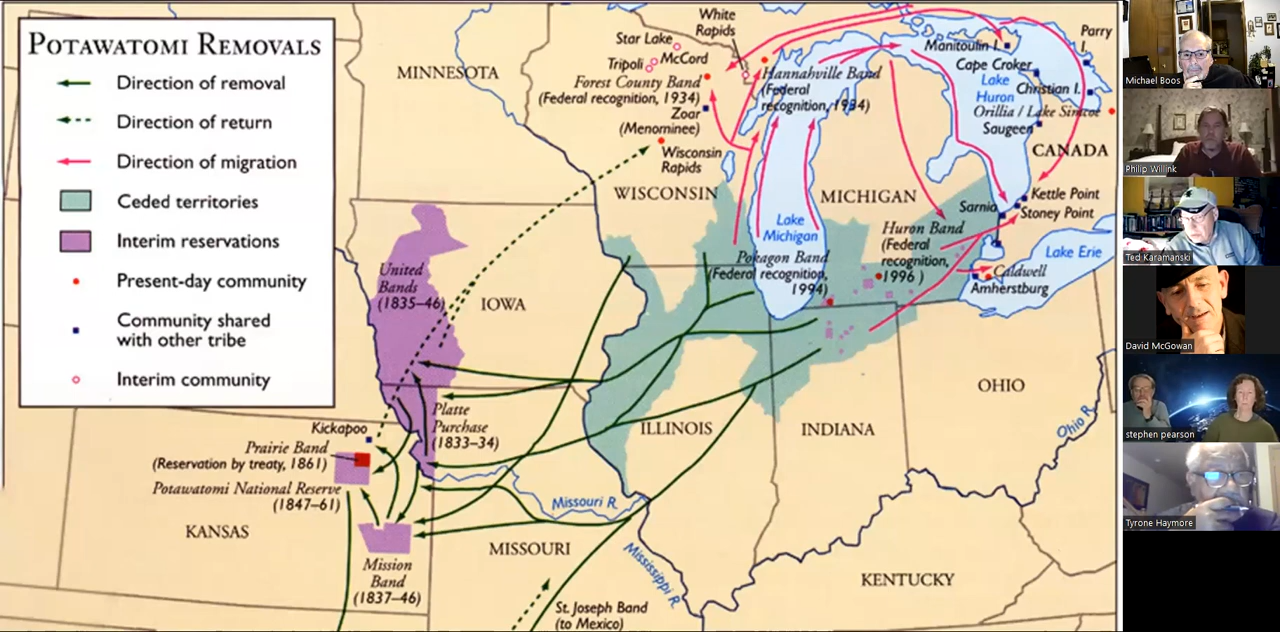 POTAWATOMI REMOVALS
Direction of removal
Direction of return
Direction of migration
Ceded territories
Interim reservations
Present-day community
Community shared
with other tribe
Interim community
MINNESOTA
White
Rapids
Star Lake
McCord
Tripoli
Forest County Band
(Federal recognition, 1934)
Zoar
(Menominee)
Wisconsin
Rapids
WISCONSIN
Hannahville Band
(Federal
recognition, 1934)
Manitoulin I.
Parry
I.
Cape Croker
Lake
Huron
Christian I.
Orillia / Lake Simcoe
Saugeen
CANADA
MICHIGAN
Kettle Point
Sarnia
Stoney Point
Lake
Michigan
Huron Band
(Federal
recognition,
1996 )
Lake Erie
Pokagon Band
(Federal recognition,
1994)
Caldwell
Amherstburg
United
Bands
(1835–46)
IOWA
OHIO
Ohio R.
Platte
Purchase
(1833–34)
ILLINOIS
INDIANA
Kickapoo
Prairie Band
(Reservation by treaty, 1861)
Potawatomi National Reserve
(1847–61)
Missouri R.
KANSAS
MISSOURI
Mississippi R.
Mission
Band
(1837–46)
KENTUCKY
St. Joseph Band
(to Mexico)
Michael Boos
Philip Willink
Ted Karamanski
David McGowan
stephen pearson
Tyrone Haymore